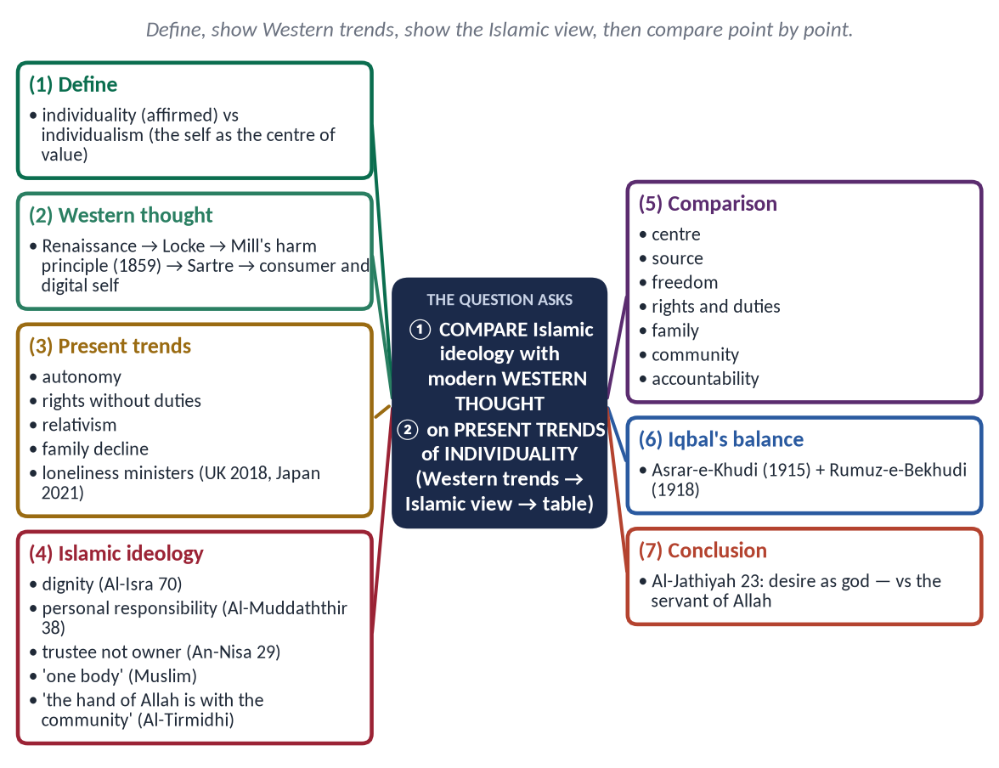 Define, show Western trends, show the Islamic view, then compare point by point.
(1) Define
• individuality (affirmed) vs
individualism (the self as the centre of
value)
(2) Western thought
• Renaissance → Locke → Mill's harm
principle (1859) → Sartre → consumer and
digital self
(3) Present trends
• autonomy
• rights without duties
• relativism
• family decline
• loneliness ministers (UK 2018, Japan
2021)
(4) Islamic ideology
• dignity (Al-Isra 70)
• personal responsibility (Al-Muddaththir
38)
• trustee not owner (An-Nisa 29)
• 'one body' (Muslim)
• 'the hand of Allah is with the
community' (Al-Tirmidhi)
THE QUESTION ASKS
① COMPARE Islamic
ideology with
modern WESTERN
THOUGHT
② on PRESENT TRENDS
of INDIVIDUALITY
(Western trends →
Islamic view → table)
(5) Comparison
• centre
• source
• freedom
• rights and duties
• family
• community
• accountability
(6) Iqbal's balance
• Asrar-e-Khudi (1915) + Rumuz-e-Bekhudi
(1918)
(7) Conclusion
• Al-Jathiyah 23: desire as god — vs the
servant of Allah